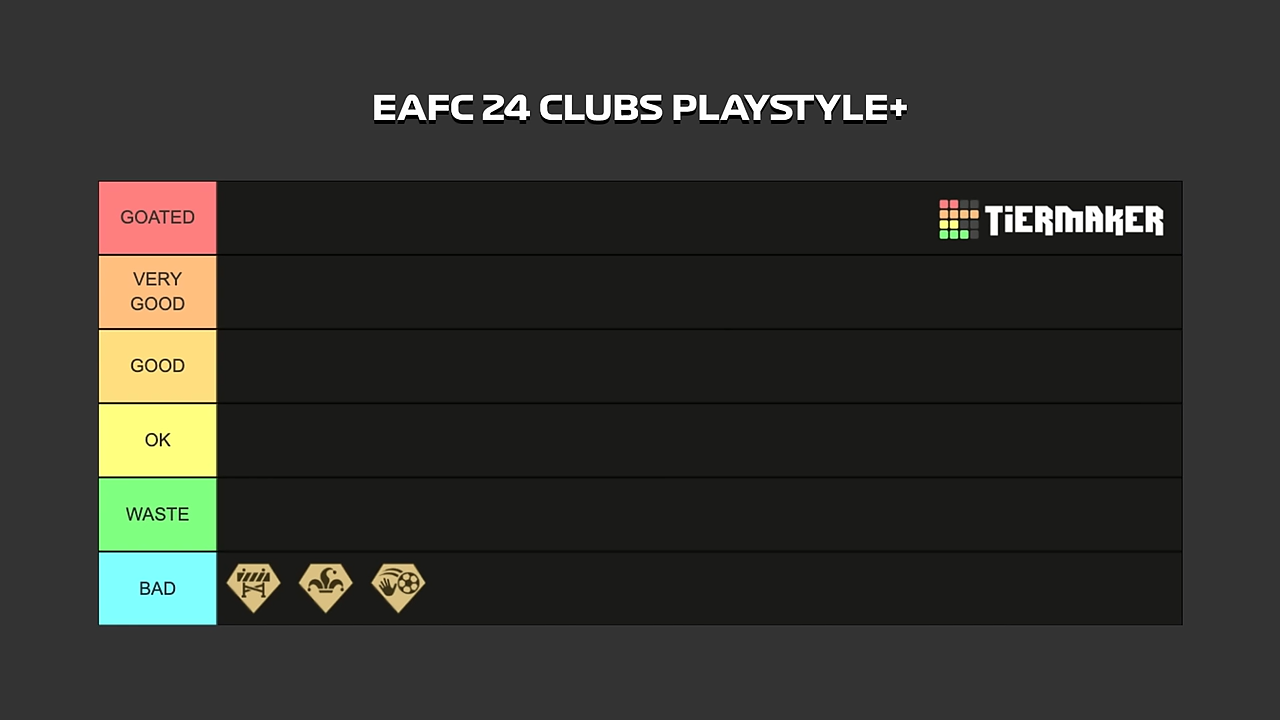 EAFC 24 CLUBS PLAYSTYLE+
GOATED
TiERMAKER
VERY
GOOD
GOOD
OK
WASTE
BAD